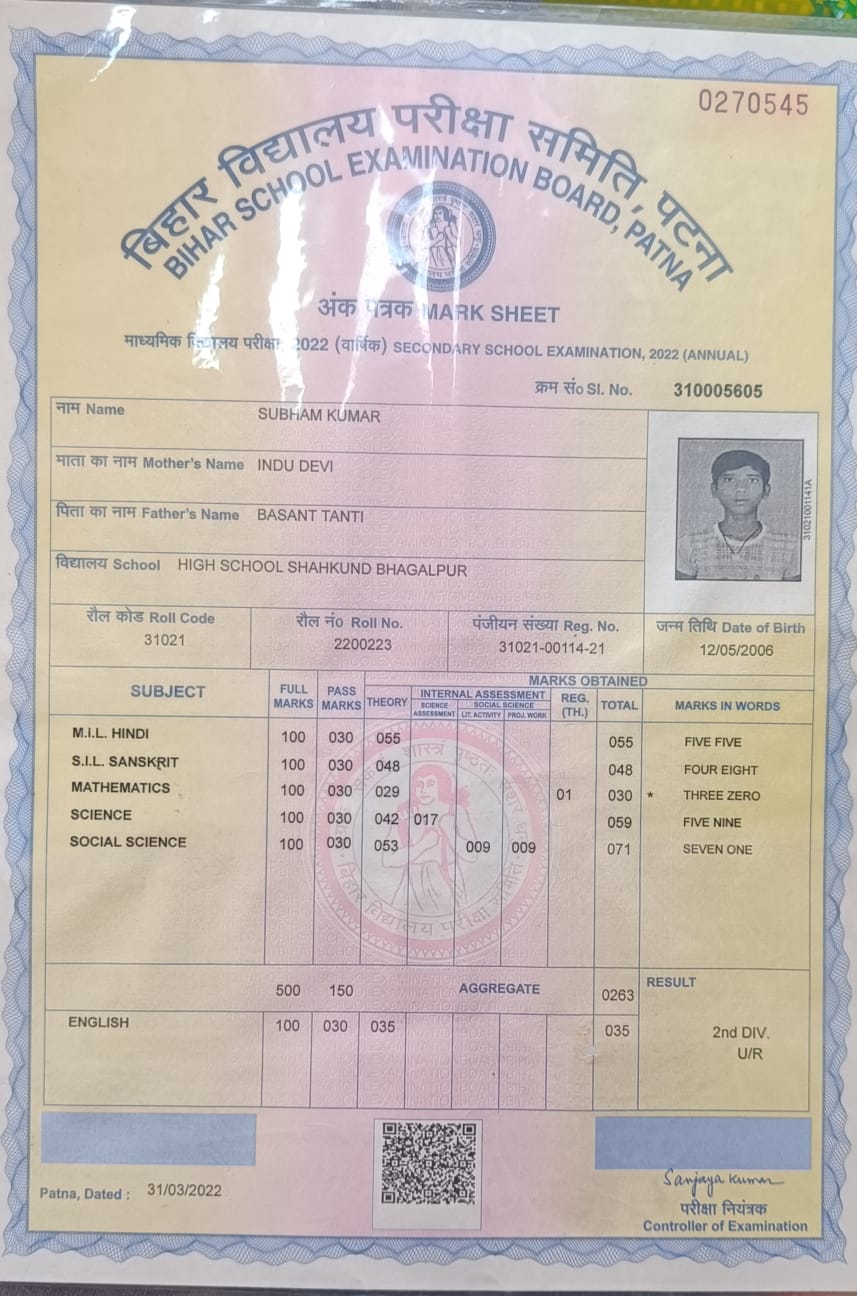 0270545
बिहार विद्यालय परीक्षा समिति, पटना
BIHAR SCHOOL EXAMINATION BOARD, PATNA
अंक पत्रक MARK SHEET
माध्यमिक विद्यालय परीक्षा, 2022 (वार्षिक) SECONDARY SCHOOL EXAMINATION, 2022 (ANNUAL)
क्रम सं० Sl. No. 310005605
नाम Name SUBHAM KUMAR
माता का नाम Mother's Name INDU DEVI
पिता का नाम Father's Name BASANT TANTI
31021001141A
विद्यालय School HIGH SCHOOL SHAHKUND BHAGALPUR
रौल कोड Roll Code रौल नं० Roll No. पंजीयन संख्या Reg. No. जन्म तिथि Date of Birth
31021 2200223 31021-00114-21 12/05/2006
SUBJECT FULL MARKS PASS MARKS MARKS OBTAINED
THEORY INTERNAL ASSESSMENT REG. (TH.) TOTAL MARKS IN WORDS
SCIENCE ASSESSMENT SOCIAL SCIENCE
LIT. ACTIVITY PROJ. WORK
M.I.L. HINDI 100 030 055 055 FIVE FIVE
S.I.L. SANSKRIT 100 030 048 048 FOUR EIGHT
MATHEMATICS 100 030 029 01 030 * THREE ZERO
SCIENCE 100 030 042 017 059 FIVE NINE
SOCIAL SCIENCE 100 030 053 009 009 071 SEVEN ONE
बिहार विद्यालय परीक्षा समिति
500 150 AGGREGATE 0263 RESULT
ENGLISH 100 030 035 035 2nd DIV.
U/R
Patna, Dated : 31/03/2022
Sanjaya Kumar
परीक्षा नियंत्रक
Controller of Examination